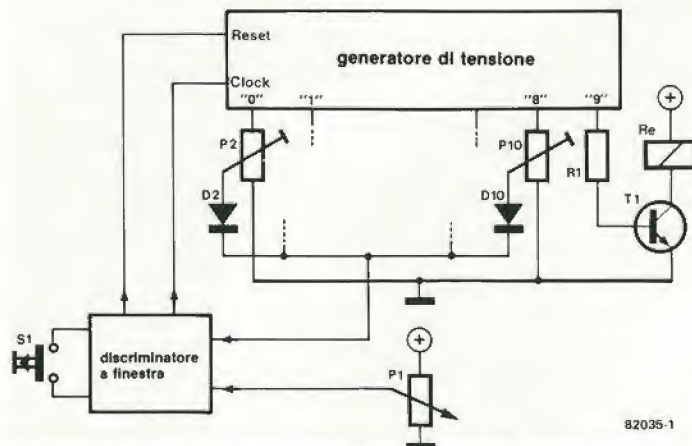 Reset
generatore di tensione
Clock
"0"
"1"
"8"
"9"
P2
P10
R1
Re
D2
D10
T1
S1
discriminatore
a finestra
P1
82035-1